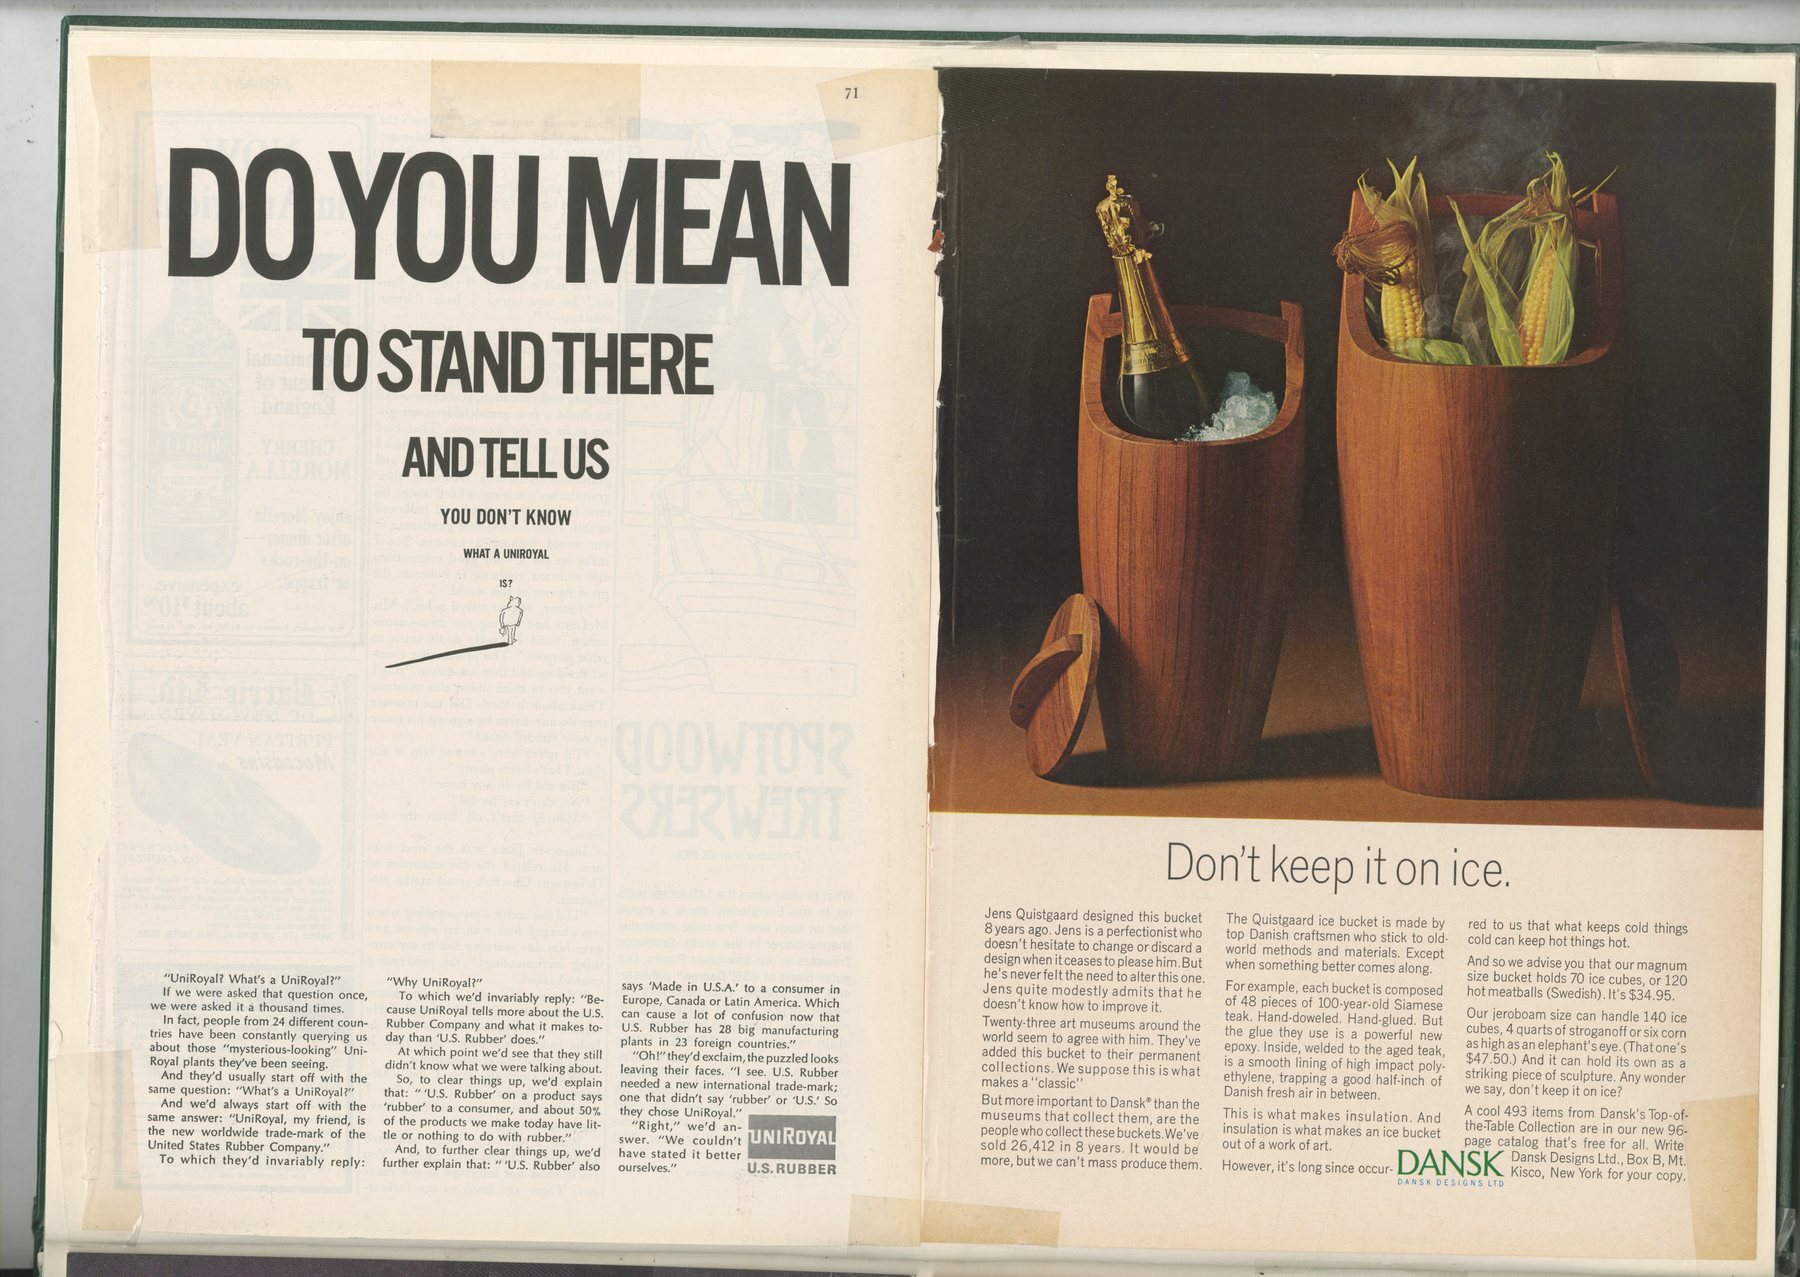 71
DO YOU MEAN
TO STAND THERE
AND TELL US
YOU DON'T KNOW
WHAT A UNIROYAL
IS?
"UniRoyal? What's a UniRoyal?"
If we were asked that question once,
we were asked it a thousand times.
In fact, people from 24 different coun-
tries have been constantly querying us
about those "mysterious-looking" Uni-
Royal plants they've been seeing.
And they'd usually start off with the
same question: "What's a UniRoyal?"
And we'd always start off with the
same answer: "UniRoyal, my friend, is
the new worldwide trade-mark of the
United States Rubber Company."
To which they'd invariably reply:
"Why UniRoyal?"
To which we'd invariably reply: "Be-
cause UniRoyal tells more about the U.S.
Rubber Company and what it makes to-
day than 'U.S. Rubber' does."
At which point we'd see that they still
didn't know what we were talking about.
So, to clear things up, we'd explain
that: "'U.S. Rubber' on a product says
'rubber' to a consumer, and about 50%
of the products we make today have lit-
tle or nothing to do with rubber."
And, to further clear things up, we'd
further explain that: "'U.S. Rubber' also
says 'Made in U.S.A.' to a consumer in
Europe, Canada or Latin America. Which
can cause a lot of confusion now that
U.S. Rubber has 28 big manufacturing
plants in 23 foreign countries."
"Oh!" they'd exclaim, the puzzled looks
leaving their faces. "I see. U.S. Rubber
needed a new international trade-mark;
one that didn't say 'rubber' or 'U.S.' So
they chose UniRoyal."
"Right," we'd an-
swer. "We couldn't
have stated it better
ourselves."
UNIROYAL
U.S. RUBBER
Don't keep it on ice.
Jens Quistgaard designed this bucket
8 years ago. Jens is a perfectionist who
doesn't hesitate to change or discard a
design when it ceases to please him. But
he's never felt the need to alter this one.
Jens quite modestly admits that he
doesn't know how to improve it.
Twenty-three art museums around the
world seem to agree with him. They've
added this bucket to their permanent
collections. We suppose this is what
makes a "classic"
But more important to Dansk® than the
museums that collect them, are the
people who collect these buckets. We've
sold 26,412 in 8 years. It would be
more, but we can't mass produce them.
The Quistgaard ice bucket is made by
top Danish craftsmen who stick to old-
world methods and materials. Except
when something better comes along.
For example, each bucket is composed
of 48 pieces of 100-year-old Siamese
teak. Hand-doweled. Hand-glued. But
the glue they use is a powerful new
epoxy. Inside, welded to the aged teak,
is a smooth lining of high impact poly-
ethylene, trapping a good half-inch of
Danish fresh air in between.
This is what makes insulation. And
insulation is what makes an ice bucket
out of a work of art.
However, it's long since occur-
red to us that what keeps cold things
cold can keep hot things hot.
And so we advise you that our magnum
size bucket holds 70 ice cubes, or 120
hot meatballs (Swedish). It's $34.95.
Our jeroboam size can handle 140 ice
cubes, 4 quarts of stroganoff or six corn
as high as an elephant's eye. (That one's
$47.50.) And it can hold its own as a
striking piece of sculpture. Any wonder
we say, don't keep it on ice?
A cool 493 items from Dansk's Top-of-
the-Table Collection are in our new 96-
page catalog that's free for all. Write
Dansk Designs Ltd., Box B, Mt.
Kisco, New York for your copy.
DANSK
DANSK DESIGNS LTD